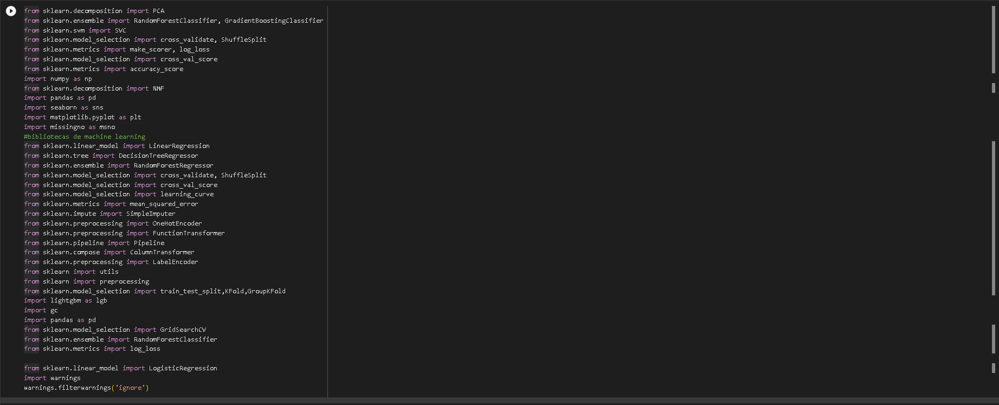 from sklearn.decomposition import PCA
from sklearn.ensemble import RandomForestClassifier, GradientBoostingClassifier
from sklearn.svm import SVC
from sklearn.model_selection import cross_validate, ShuffleSplit
from sklearn.metrics import make_scorer, log_loss
from sklearn.model_selection import cross_val_score
from sklearn.metrics import accuracy_score
import numpy as np
from sklearn.decomposition import NMF
import pandas as pd
import seaborn as sns
import matplotlib.pyplot as plt
import missingno as msno
#bibliotecas de machine learning
from sklearn.linear_model import LinearRegression
from sklearn.tree import DecisionTreeRegressor
from sklearn.ensemble import RandomForestRegressor
from sklearn.model_selection import cross_validate, ShuffleSplit
from sklearn.model_selection import cross_val_score
from sklearn.model_selection import learning_curve
from sklearn.metrics import mean_squared_error
from sklearn.impute import SimpleImputer
from sklearn.preprocessing import OneHotEncoder
from sklearn.preprocessing import FunctionTransformer
from sklearn.pipeline import Pipeline
from sklearn.compose import ColumnTransformer
from sklearn.preprocessing import LabelEncoder
from sklearn import utils
from sklearn import preprocessing
from sklearn.model_selection import train_test_split,KFold,GroupKFold
import lightgbm as lgb
import gc
import pandas as pd
from sklearn.model_selection import GridSearchCV
from sklearn.ensemble import RandomForestClassifier
from sklearn.metrics import log_loss
from sklearn.linear_model import LogisticRegression
import warnings
warnings.filterwarnings('ignore')